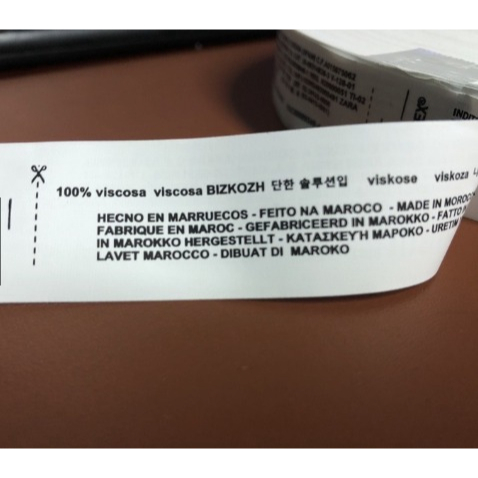 100% viscosa viscosa BIZKOZH 단한 솔루션입 viskose viskoza
HECNO EN MARRUECOS - FEITO NA MAROCO - MADE IN
FABRIQUE EN MAROC - GEFABRICEERD IN MAROKKO - FATTO
IN MAROKKO HERGESTELLT - ΚΑΤΑΣΚΕΥΉ ΜΑΡΟΚΟ - URETIM
LAVET MAROCCO - DIBUAT DI MAROKO
ZARA